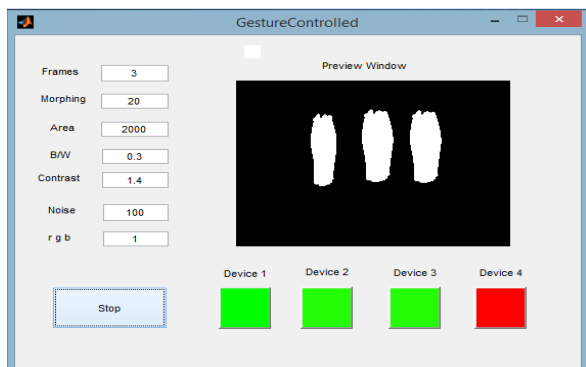 GestureControlled
Preview Window
Frames 3
Morphing 20
Area 2000
B/W 0.3
Contrast 1.4
Noise 100
r g b 1
Device 1 Device 2 Device 3 Device 4
Stop